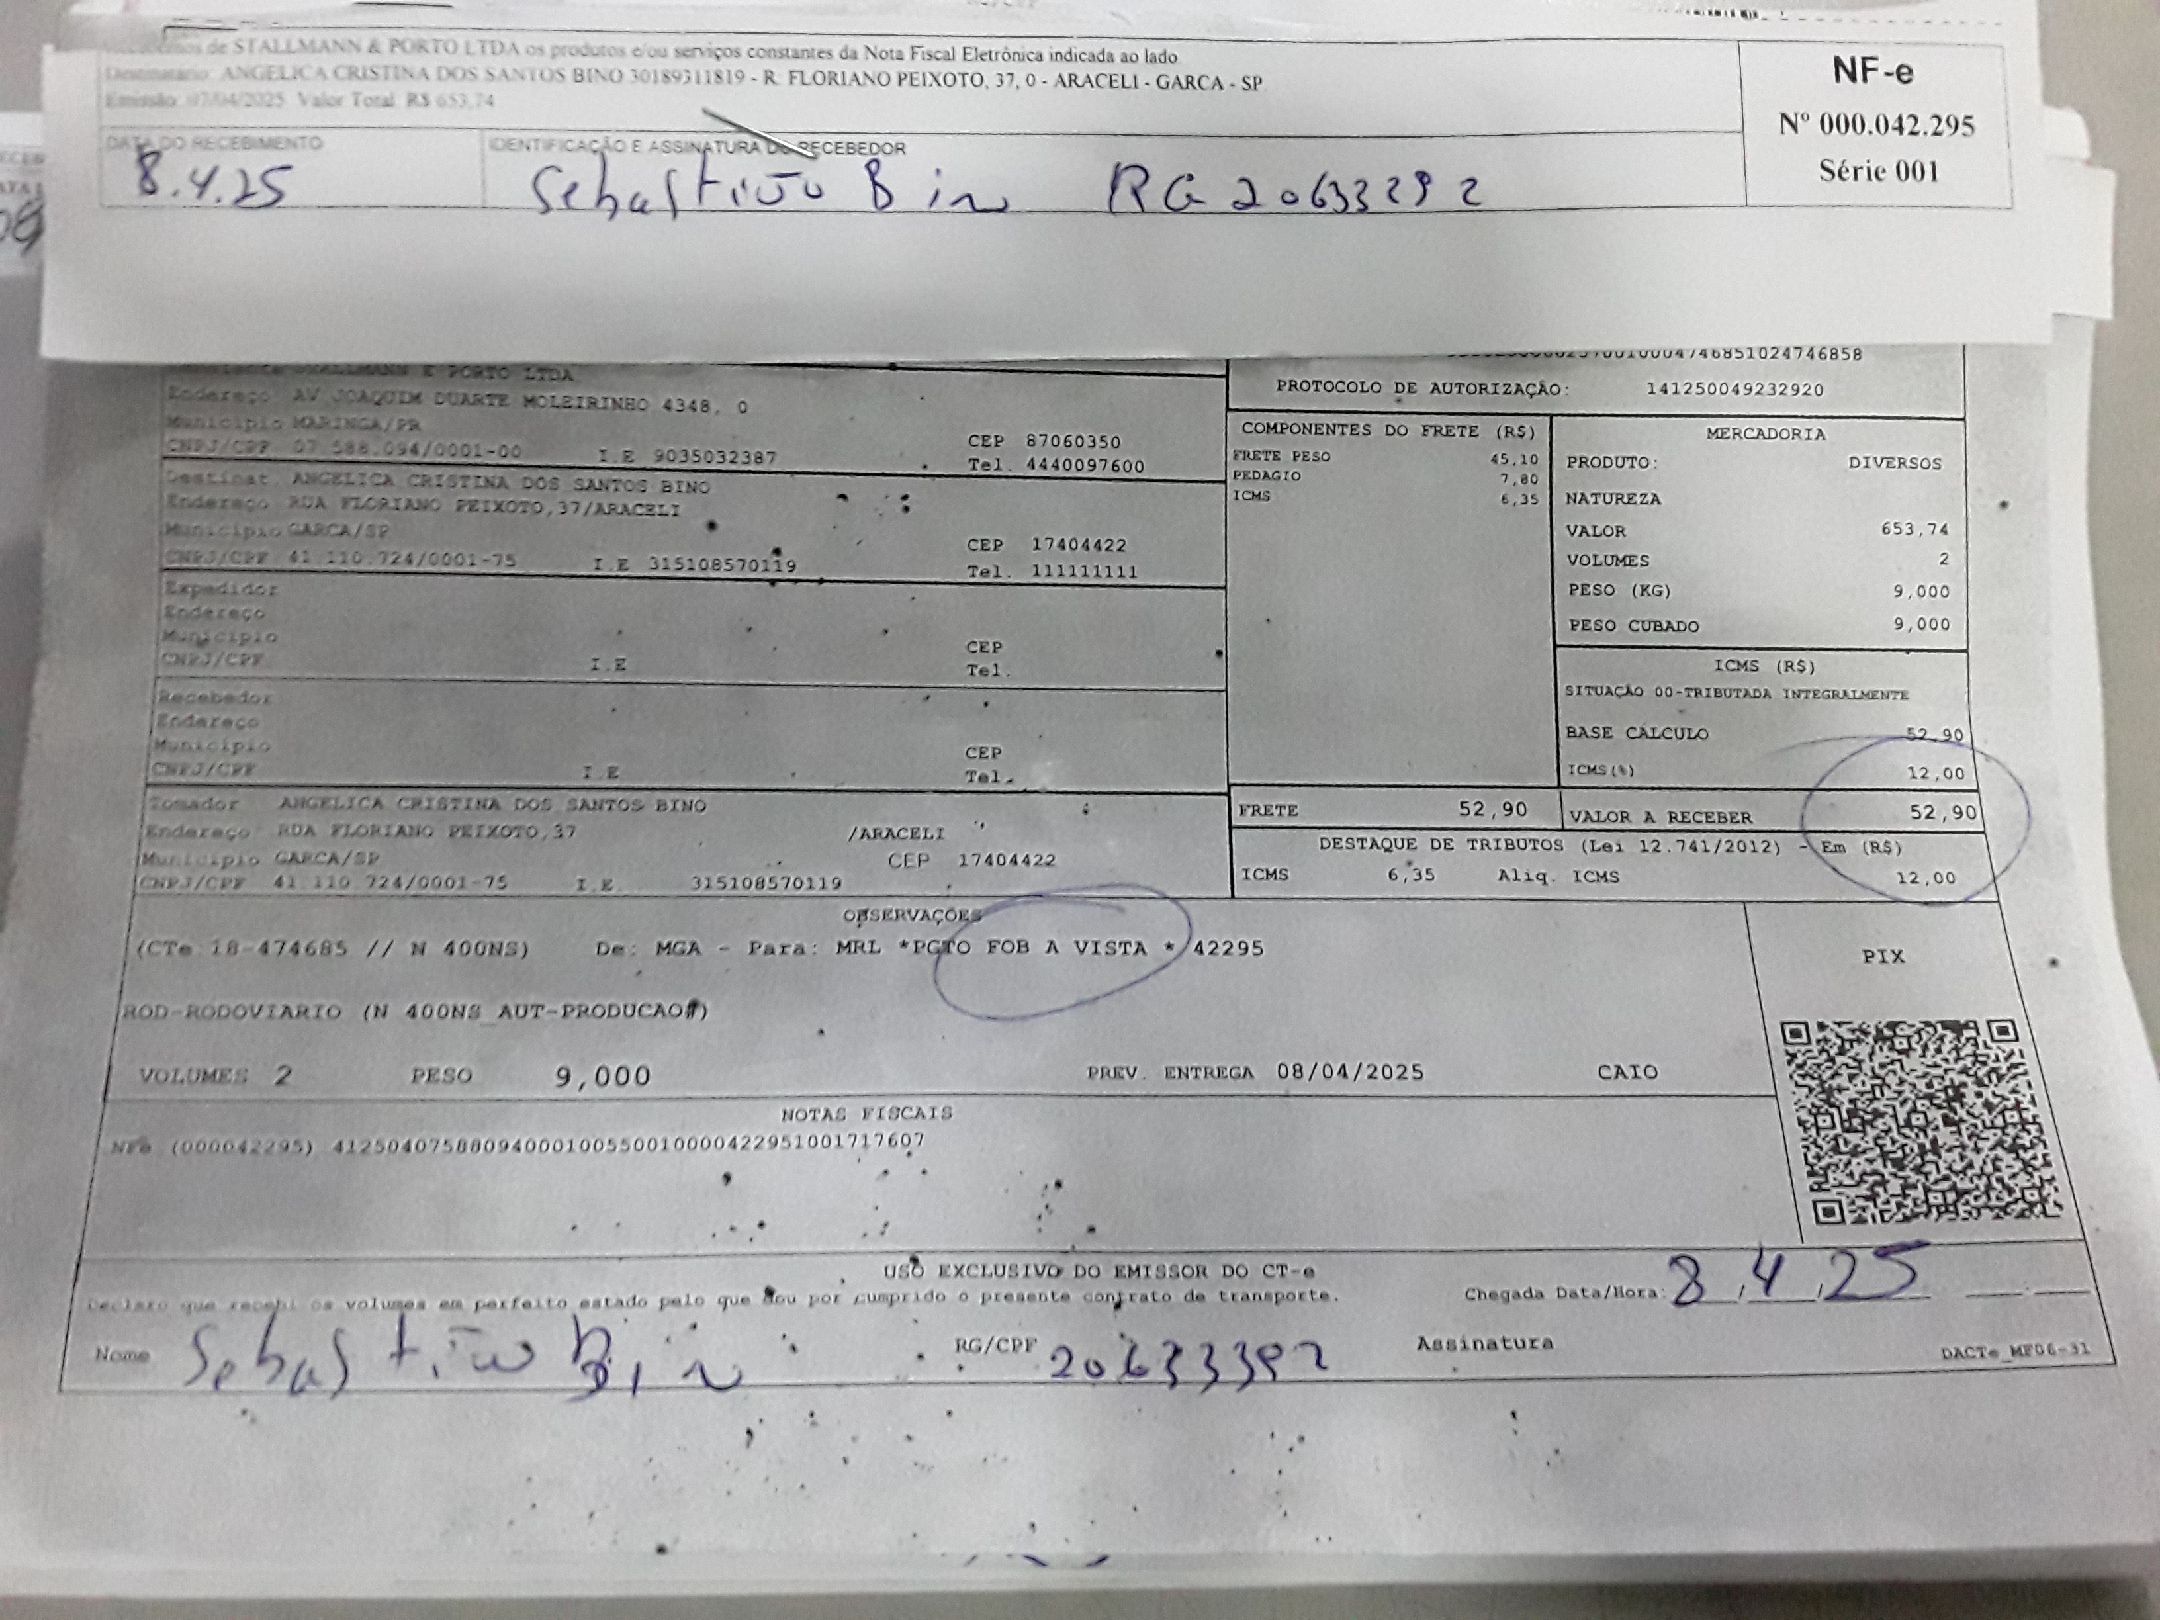 de STALLMANN & PORTO LTDA os produtos e/ou serviços constantes da Nota Fiscal Eletrônica indicada ao lado
Destinatário: ANGELICA CRISTINA DOS SANTOS BINO 30189311819 - R. FLORIANO PEIXOTO, 37, 0 - ARACELI - GARCA - SP
Emissão: 07/04/2025 Valor Total: R$ 653,74
NF-e
Nº 000.042.295
Série 001
DATA DO RECEBIMENTO
8.4.25
IDENTIFICAÇÃO E ASSINATURA DO RECEBEDOR
Sebastião Bin RG 20633292
STALLMANN E PORTO LTDA
Endereço AV JOAQUIM DUARTE MOLEIRINHO 4348, 0
Município MARINGA/PR
CEP 87060350
CNPJ/CPF 07.588.094/0001-00 I.E 9035032387 Tel. 4440097600
Destinat. ANGELICA CRISTINA DOS SANTOS BINO
Endereço RUA FLORIANO PEIXOTO,37/ARACELI
Município GARCA/SP
CEP 17404422
CNPJ/CPF 41.110.724/0001-75 I.E 315108570119 Tel. 111111111
Expedidor
Endereço
Município
CEP
CNPJ/CPF I.E Tel.
Recebedor
Endereço
Município
CEP
CNPJ/CPF I.E Tel.
Tomador ANGELICA CRISTINA DOS SANTOS BINO
Endereço RUA FLORIANO PEIXOTO,37 /ARACELI
Município GARCA/SP CEP 17404422
CNPJ/CPF 41.110.724/0001-75 I.E. 315108570119
PROTOCOLO DE AUTORIZAÇÃO: 141250049232920
COMPONENTES DO FRETE (R$)
FRETE PESO 45,10
PEDAGIO 7,80
ICMS 6,35
MERCADORIA
PRODUTO: DIVERSOS
NATUREZA
VALOR 653,74
VOLUMES 2
PESO (KG) 9,000
PESO CUBADO 9,000
ICMS (R$)
SITUAÇÃO 00-TRIBUTADA INTEGRALMENTE
BASE CALCULO 52,90
ICMS(%) 12,00
FRETE 52,90
VALOR A RECEBER 52,90
DESTAQUE DE TRIBUTOS (Lei 12.741/2012) - Em (R$)
ICMS 6,35 Aliq. ICMS 12,00
OBSERVAÇÕES
(CTe 18-474685 // N 400NS) De: MGA - Para: MRL *PGTO FOB A VISTA * 42295
ROD-RODOVIARIO (N 400NS_AUT-PRODUCAO#)
VOLUMES 2 PESO 9,000 PREV. ENTREGA 08/04/2025 CAIO
PIX
NOTAS FISCAIS
NFe (000042295) 41250407588094000100550010000422951001717607
USO EXCLUSIVO DO EMISSOR DO CT-e
Declaro que recebi os volumes em perfeito estado pelo que dou por cumprido o presente contrato de transporte.
Chegada Data/Hora: 8/4/25
Nome Sebastião Bin RG/CPF 20633392 Assinatura
DACTe_MF06-31